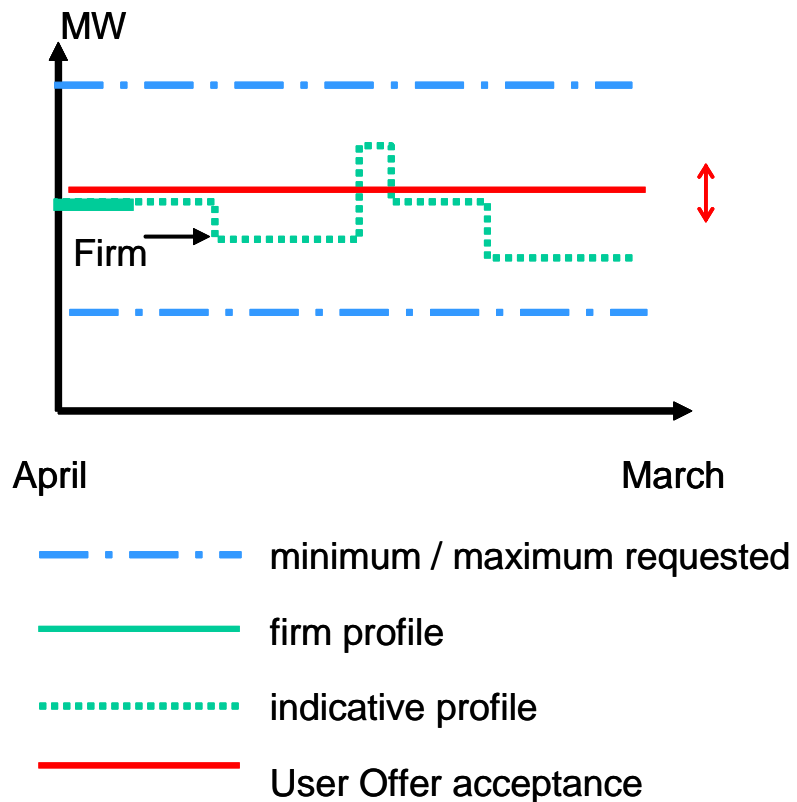 MW
Firm
April
March
minimum / maximum requested
firm profile
indicative profile
User Offer acceptance